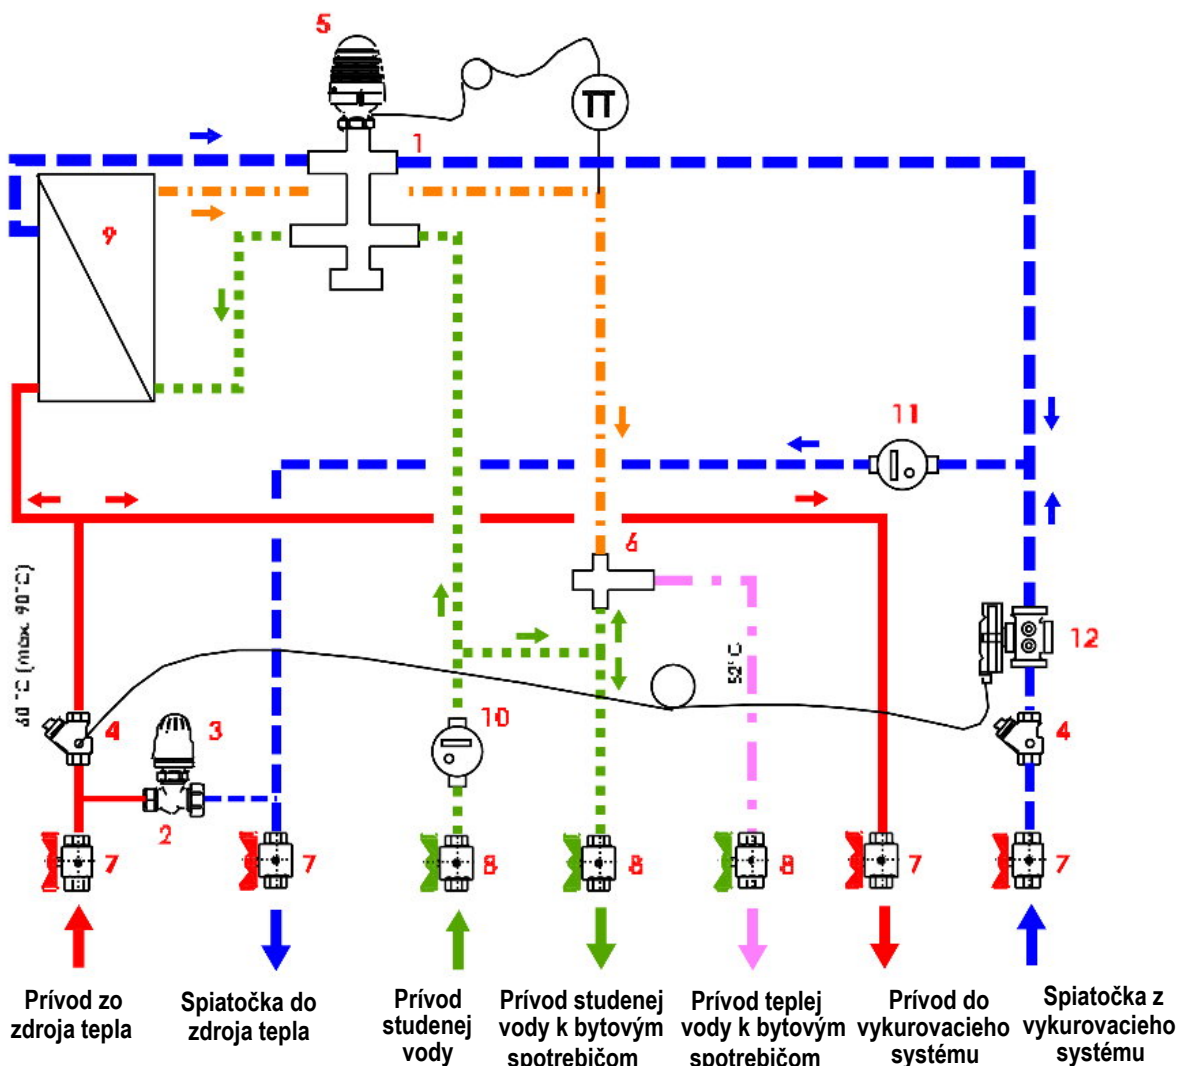 5
TT
1
9
11
6
60°C (max. 90°C)
52°C
12
4
3
10
4
2
7
7
8
8
8
7
7
Prívod zo
zdroja tepla
Spiatočka do
zdroja tepla
Prívod
studenej
vody
Prívod studenej
vody k bytovým
spotrebičom
Prívod teplej
vody k bytovým
spotrebičom
Prívod do
vykurovacieho
systému
Spiatočka z
vykurovacieho
systému